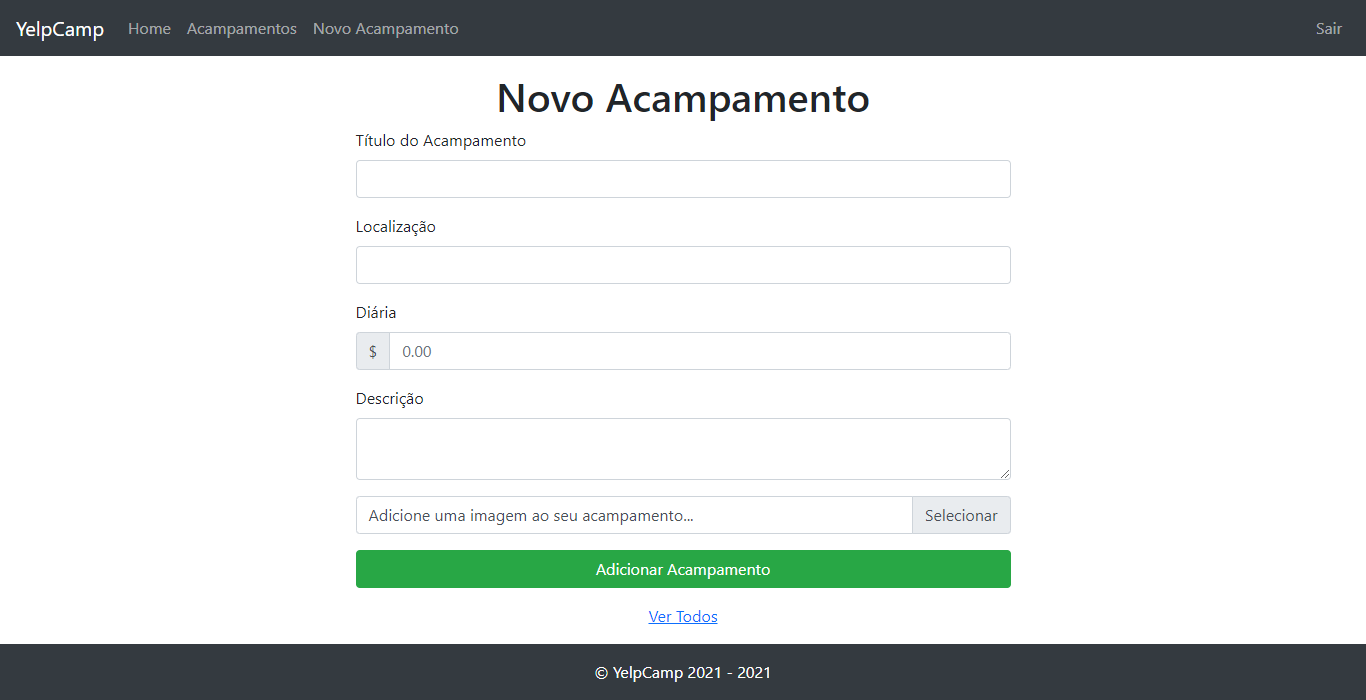 YelpCamp Home Acampamentos Novo Acampamento Sair
Novo Acampamento
Título do Acampamento
Localização
Diária
$ 0.00
Descrição
Adicione uma imagem ao seu acampamento... Selecionar
Adicionar Acampamento
Ver Todos
© YelpCamp 2021 - 2021